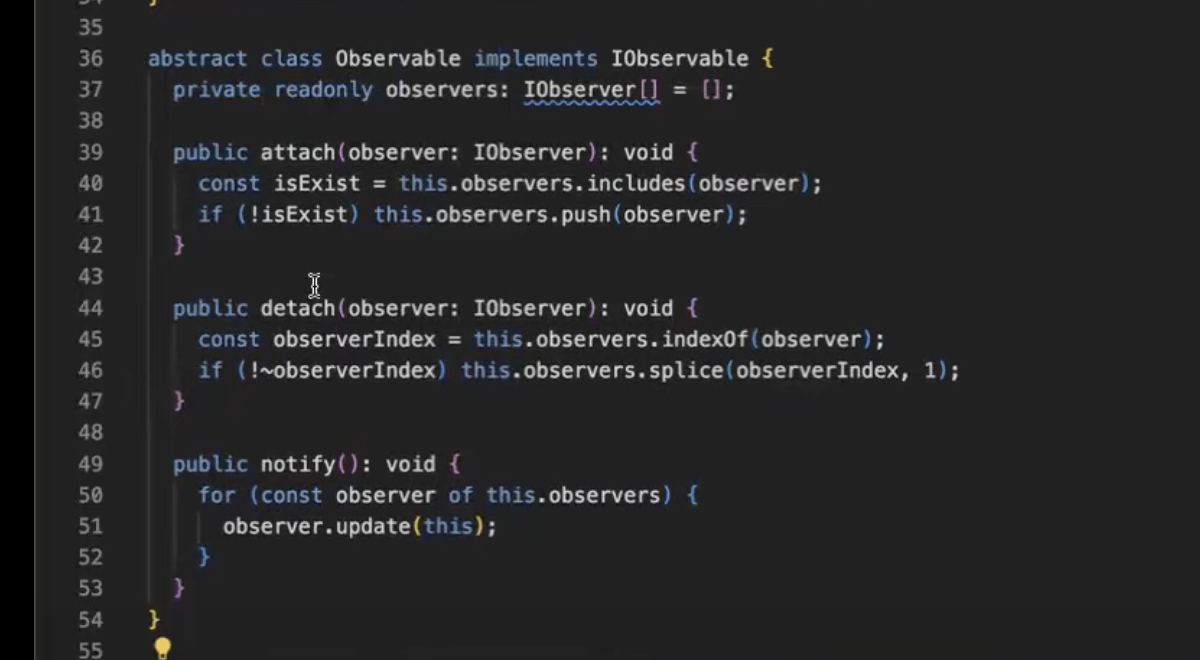 35
36 abstract class Observable implements IObservable {
37 private readonly observers: IObserver[] = [];
38
39 public attach(observer: IObserver): void {
40 const isExist = this.observers.includes(observer);
41 if (!isExist) this.observers.push(observer);
42 }
43
44 public detach(observer: IObserver): void {
45 const observerIndex = this.observers.indexOf(observer);
46 if (!~observerIndex) this.observers.splice(observerIndex, 1);
47 }
48
49 public notify(): void {
50 for (const observer of this.observers) {
51 observer.update(this);
52 }
53 }
54 }
55